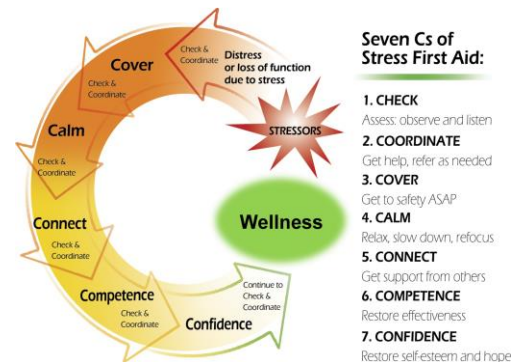 Check &
Coordinate
Distress
or loss of function
due to stress
STRESSORS
Cover
Check &
Coordinate
Calm
Check &
Coordinate
Connect
Check &
Coordinate
Competence
Check &
Coordinate
Confidence
Continue to
Check &
Coordinate
Wellness
Seven Cs of
Stress First Aid:
1. CHECK
Assess: observe and listen
2. COORDINATE
Get help, refer as needed
3. COVER
Get to safety ASAP
4. CALM
Relax, slow down, refocus
5. CONNECT
Get support from others
6. COMPETENCE
Restore effectiveness
7. CONFIDENCE
Restore self-esteem and hope